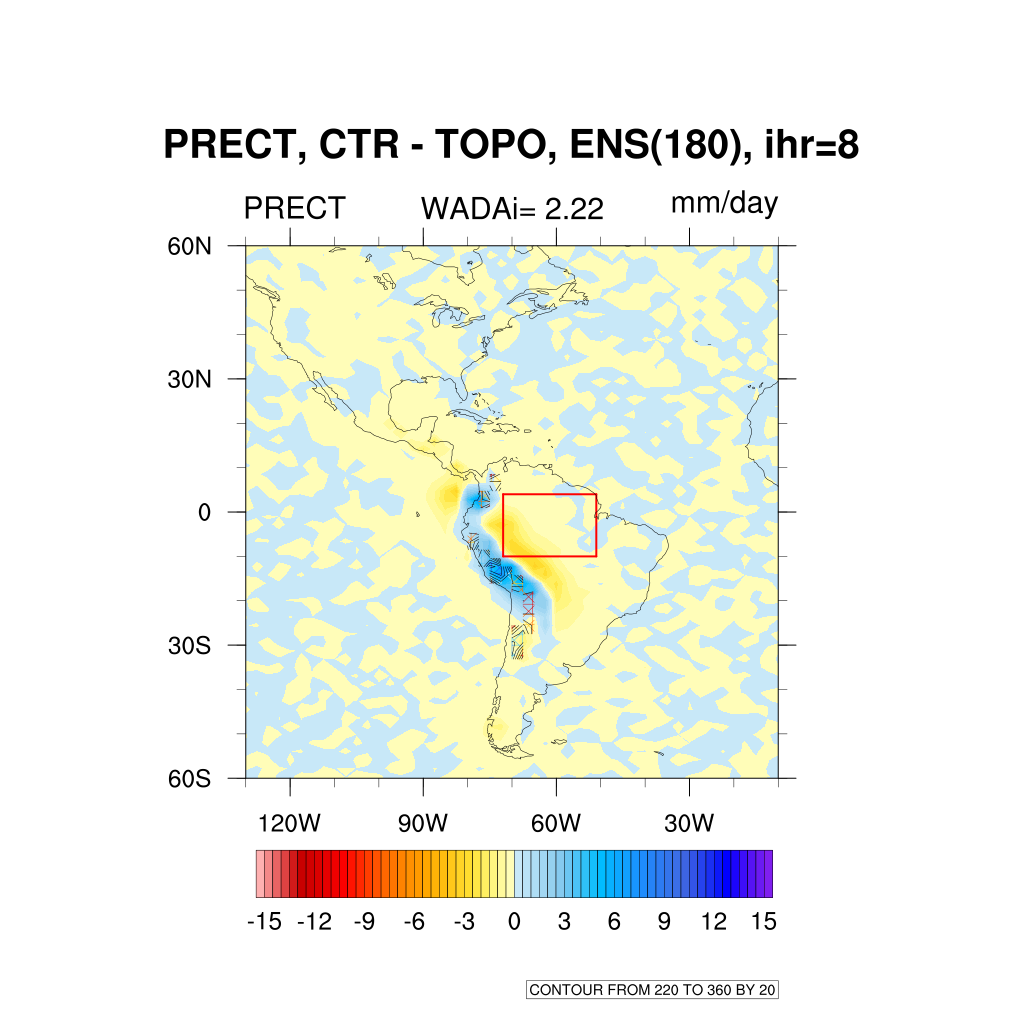 PRECT, CTR - TOPO, ENS(180), ihr=8
PRECT WADAi= 2.22 mm/day
60N
30N
0
30S
60S
120W 90W 60W 30W
-15 -12 -9 -6 -3 0 3 6 9 12 15
CONTOUR FROM 220 TO 360 BY 20